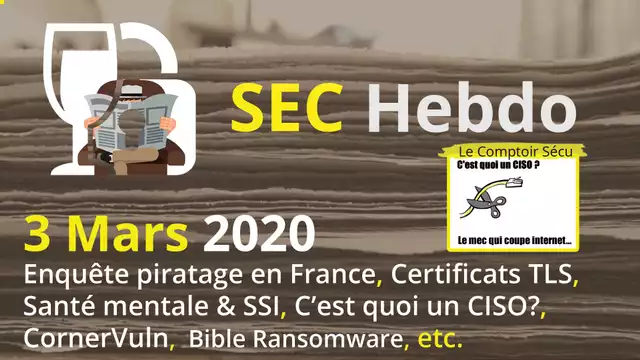 SEC Hebdo
Le Comptoir Sécu
C'est quoi un CISO ?
Le mec qui coupe internet...
3 Mars 2020
Enquête piratage en France, Certificats TLS,
Santé mentale & SSI, C’est quoi un CISO?,
CornerVuln, Bible Ransomware, etc.